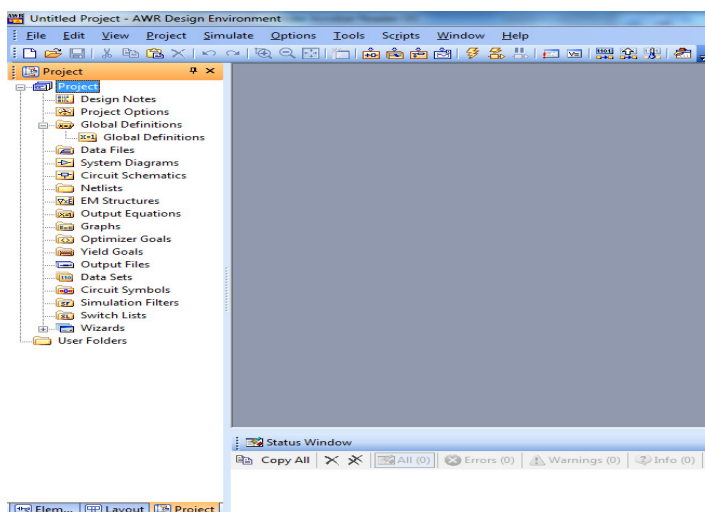 Untitled Project - AWR Design Environment
File Edit View Project Simulate Options Tools Scripts Window Help
Project
Project
Design Notes
Project Options
Global Definitions
Global Definitions
Data Files
System Diagrams
Circuit Schematics
Netlists
EM Structures
Output Equations
Graphs
Optimizer Goals
Yield Goals
Output Files
Data Sets
Circuit Symbols
Simulation Filters
Switch Lists
Wizards
User Folders
Status Window
Copy All All (0) Errors (0) Warnings (0) Info (0)
Elem... Layout Project